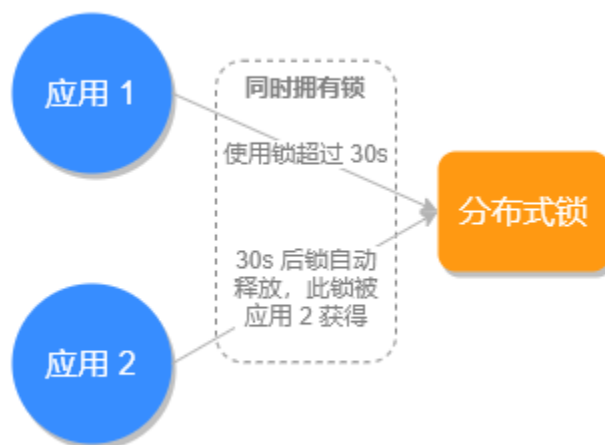 应用 1
同时拥有锁
使用锁超过 30s
分布式锁
30s 后锁自动
释放，此锁被
应用 2 获得
应用 2